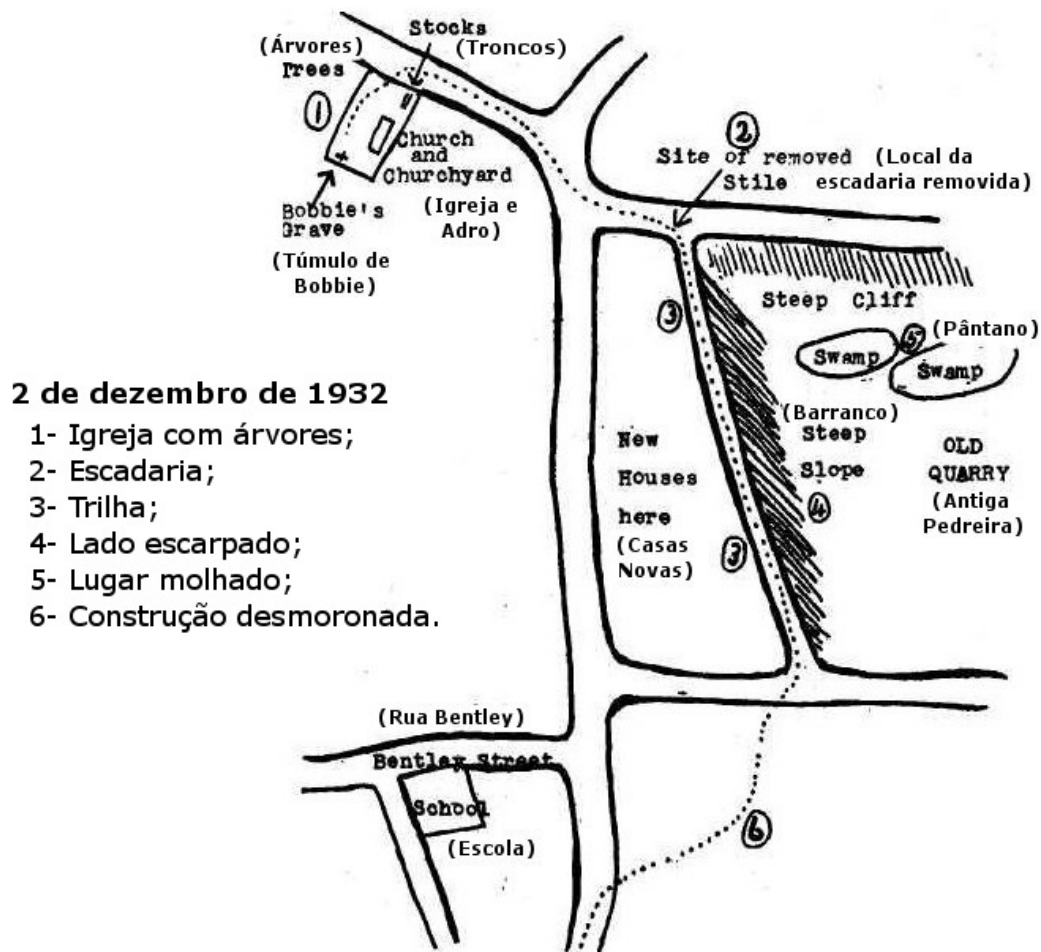 Stocks
(Troncos)
(Árvores)
Trees
1
Church
and
Churchyard
(Igreja e
Adro)
Bobbie's
Grave
(Túmulo de
Bobbie)
2
Site of removed
Stile
(Local da
escadaria removida)
Steep Cliff
3
5
(Pântano)
Swamp
Swamp
2 de dezembro de 1932
1- Igreja com árvores;
2- Escadaria;
3- Trilha;
4- Lado escarpado;
5- Lugar molhado;
6- Construção desmoronada.
(Barranco)
Steep
Slope
4
OLD
QUARRY
(Antiga
Pedreira)
New
Houses
here
(Casas
Novas)
3
(Rua Bentley)
Bentley Street
School
(Escola)
6